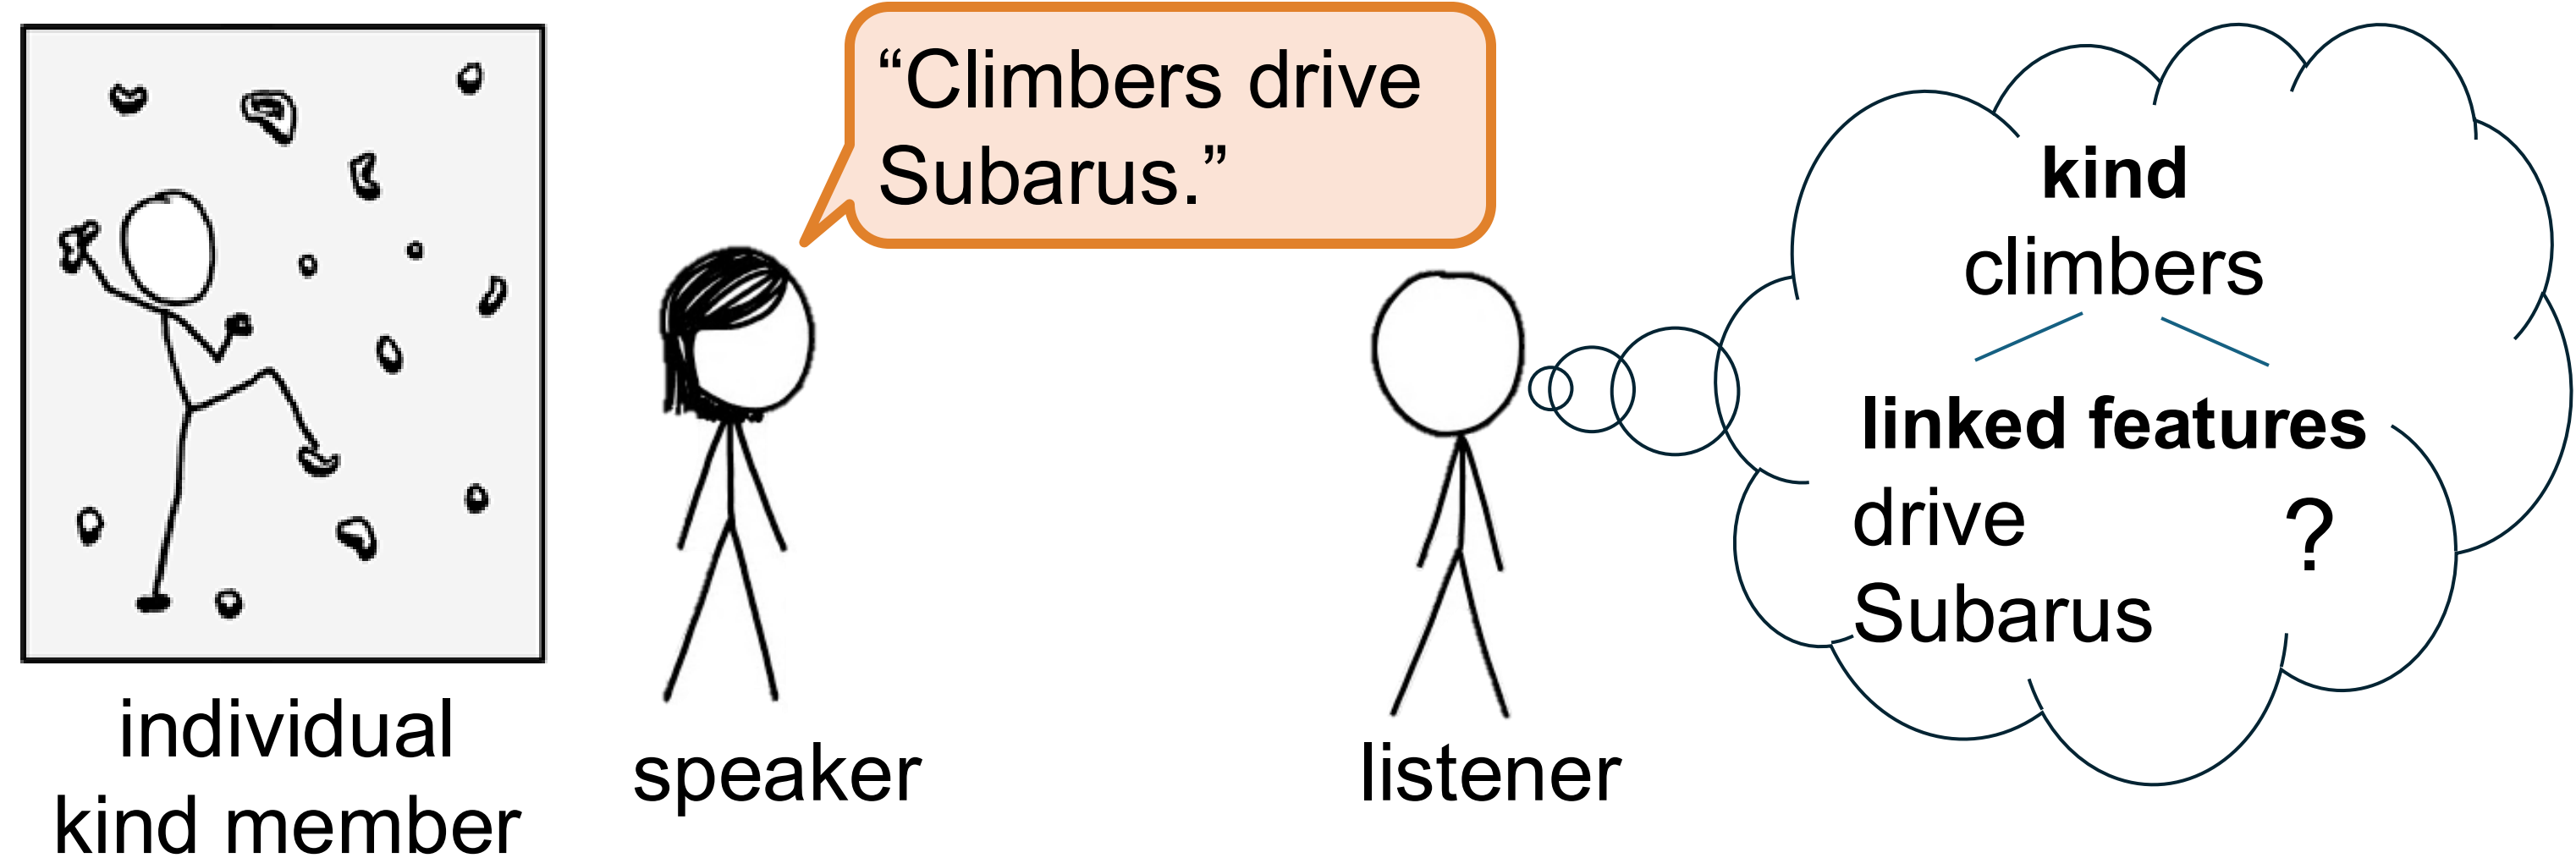 “Climbers drive
Subarus.”
individual
kind member
speaker
listener
kind
climbers
linked features
drive
Subarus
?